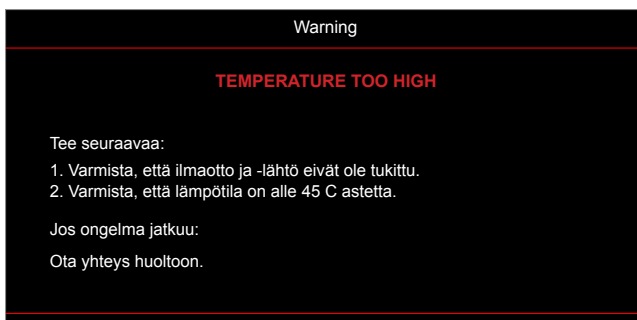 Warning
TEMPERATURE TOO HIGH
Tee seuraavaa:
1. Varmista, että ilmaotto ja -lähtö eivät ole tukittu.
2. Varmista, että lämpötila on alle 45 C astetta.
Jos ongelma jatkuu:
Ota yhteys huoltoon.